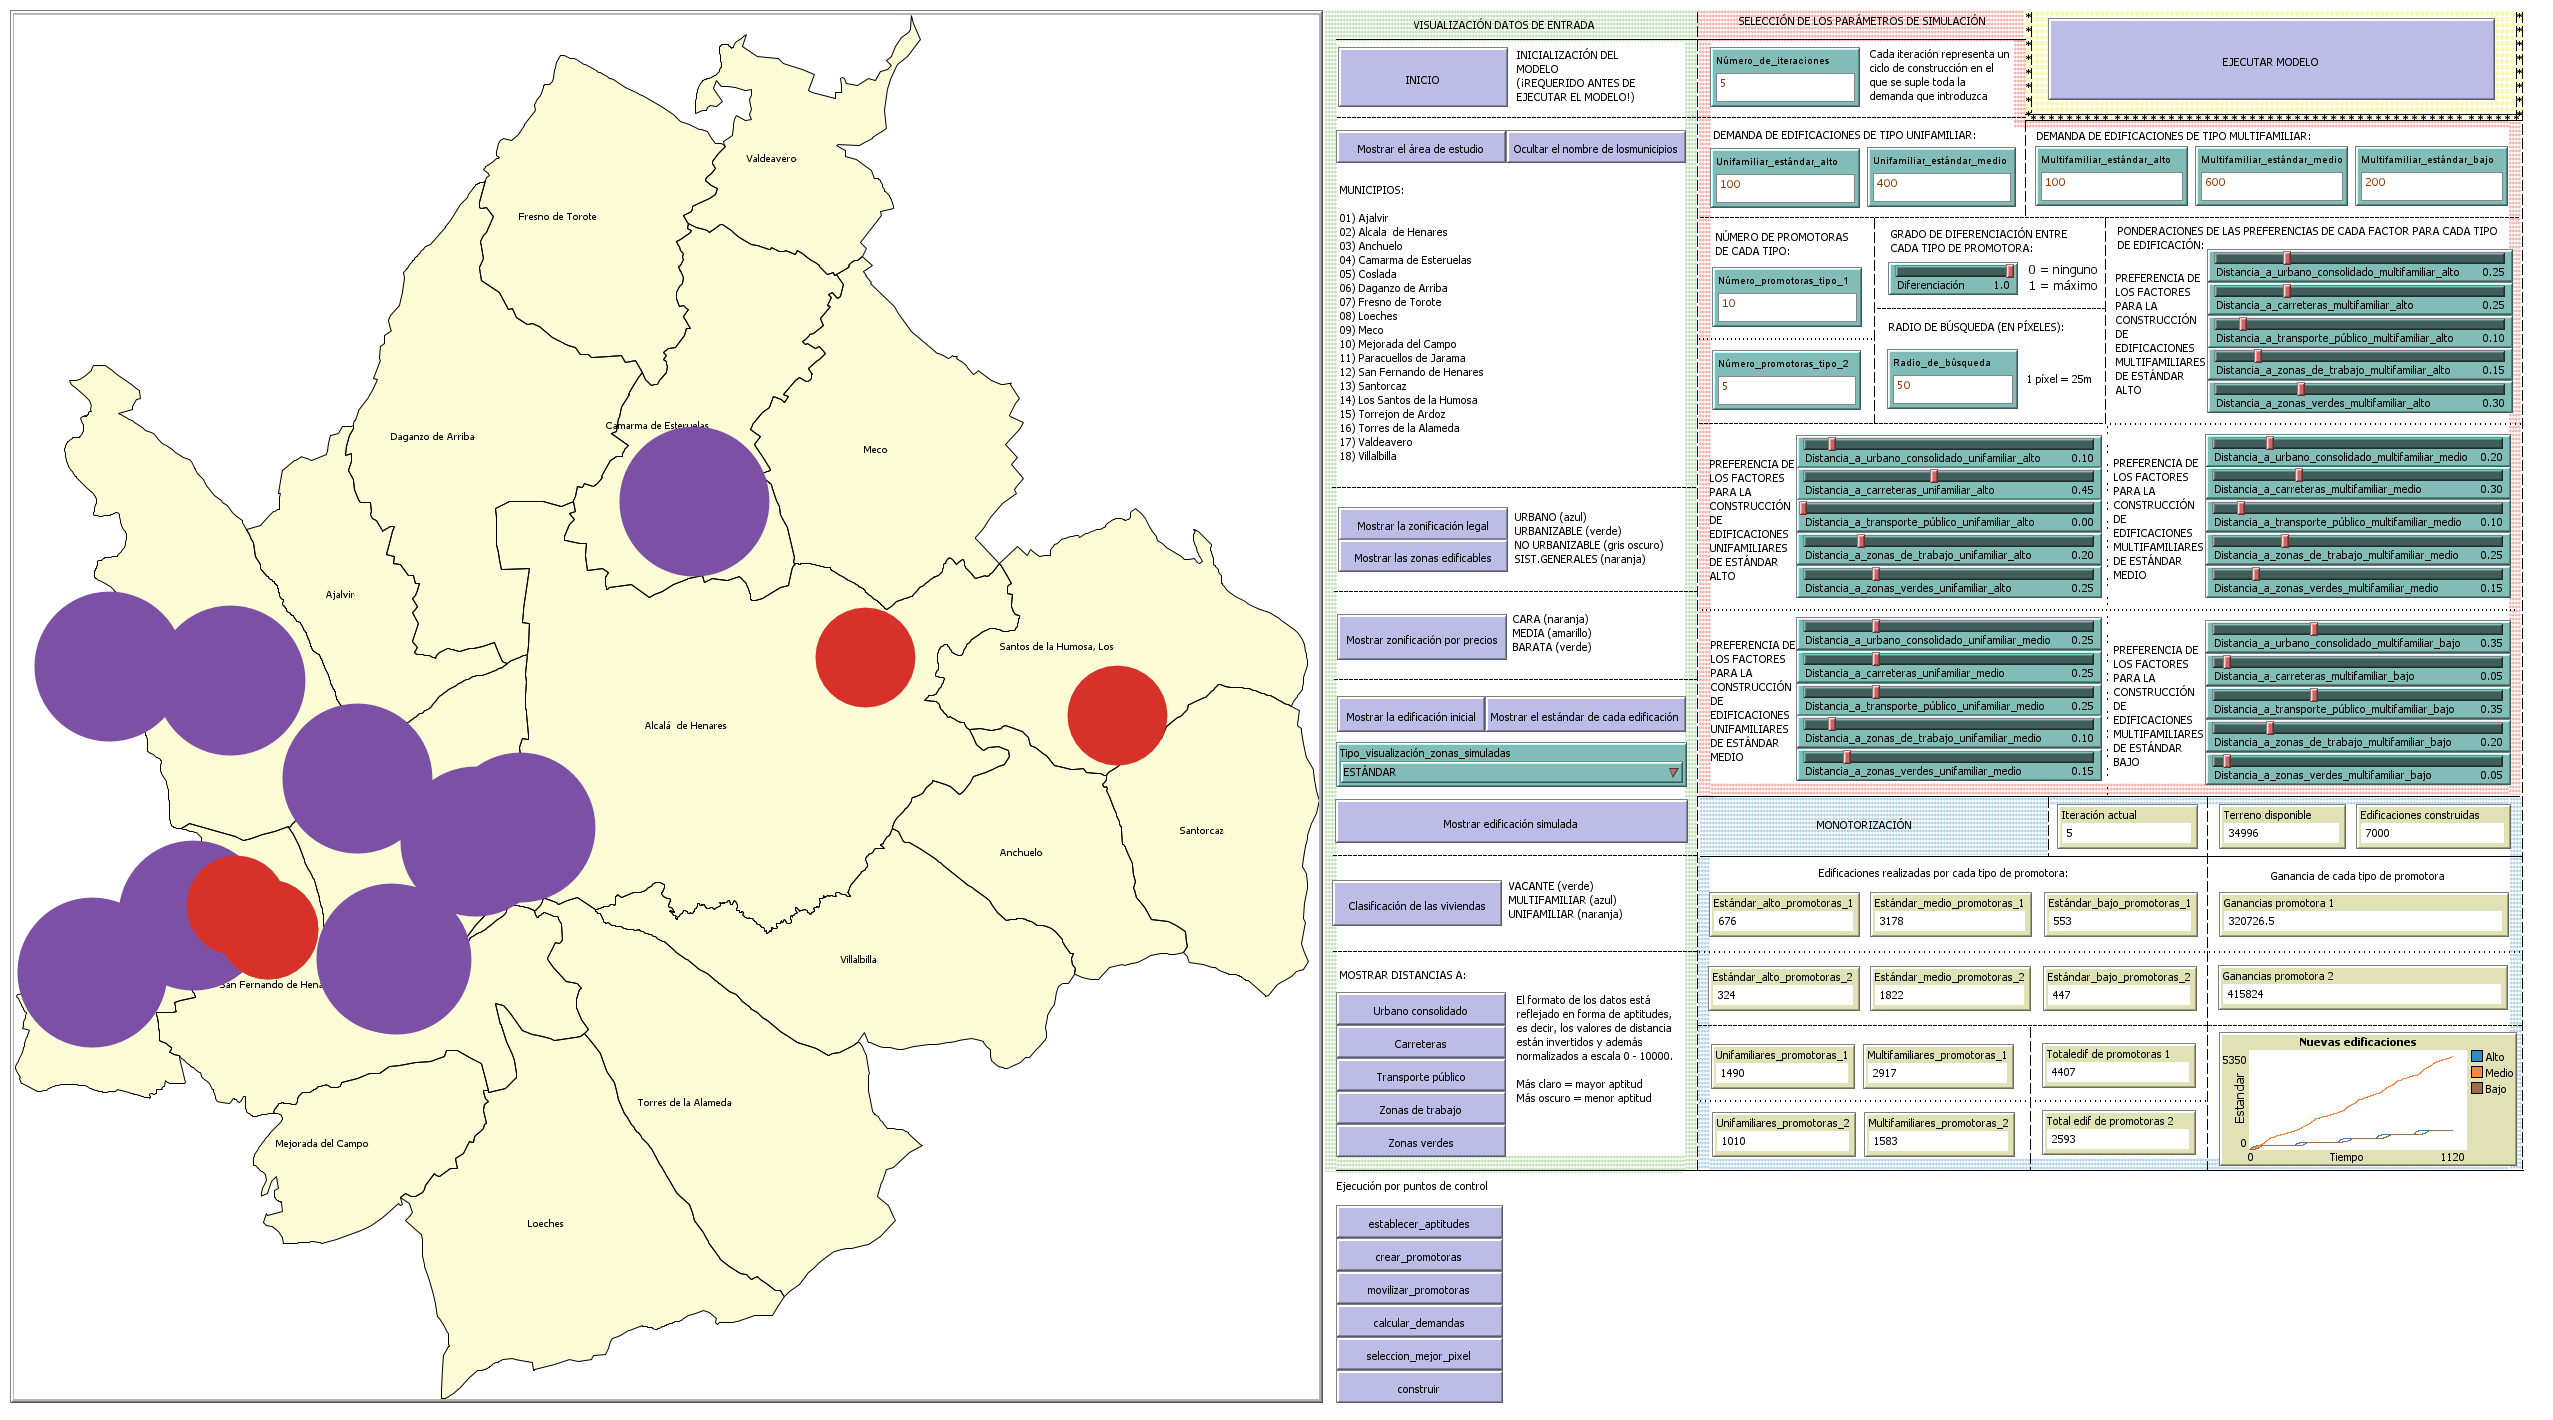 Valdeavero
Fresno de Torote
Camarma de Esteruelas
Daganzo de Arriba
Meco
Ajalvir
Santos de la Humosa, Los
Alcalá de Henares
Santorcaz
Anchuelo
Villalbilla
San Fernando de Hena
Torres de la Alameda
Mejorada del Campo
Loeches
VISUALIZACIÓN DATOS DE ENTRADA
INICIO
INICIALIZACIÓN DEL
MODELO
(¡REQUERIDO ANTES DE
EJECUTAR EL MODELO!)
Mostrar el área de estudio
Ocultar el nombre de losmunicipios
MUNICIPIOS:
01) Ajalvir
02) Alcala de Henares
03) Anchuelo
04) Camarma de Esteruelas
05) Coslada
06) Daganzo de Arriba
07) Fresno de Torote
08) Loeches
09) Meco
10) Mejorada del Campo
11) Paracuellos de Jarama
12) San Fernando de Henares
13) Santorcaz
14) Los Santos de la Humosa
15) Torrejon de Ardoz
16) Torres de la Alameda
17) Valdeavero
18) Villalbilla
Mostrar la zonificación legal
Mostrar las zonas edificables
URBANO (azul)
URBANIZABLE (verde)
NO URBANIZABLE (gris oscuro)
SIST.GENERALES (naranja)
Mostrar zonificación por precios
CARA (naranja)
MEDIA (amarillo)
BARATA (verde)
Mostrar la edificación inicial
Mostrar el estándar de cada edificación
Tipo_visualización_zonas_simuladas
ESTÁNDAR
Mostrar edificación simulada
Clasificación de las viviendas
VACANTE (verde)
MULTIFAMILIAR (azul)
UNIFAMILIAR (naranja)
MOSTRAR DISTANCIAS A:
Urbano consolidado
Carreteras
Transporte público
Zonas de trabajo
Zonas verdes
El formato de los datos está
reflejado en forma de aptitudes,
es decir, los valores de distancia
están invertidos y además
normalizados a escala 0 - 10000.
Más claro = mayor aptitud
Más oscuro = menor aptitud
Ejecución por puntos de control
establecer_aptitudes
crear_promotoras
movilizar_promotoras
calcular_demandas
seleccion_mejor_pixel
construir
SELECCIÓN DE LOS PARÁMETROS DE SIMULACIÓN
Número_de_iteraciones
5
Cada iteración representa un
ciclo de construcción en el
que se suple toda la
demanda que introduzca
EJECUTAR MODELO
DEMANDA DE EDIFICACIONES DE TIPO UNIFAMILIAR:
Unifamiliar_estándar_alto
100
Unifamiliar_estándar_medio
400
DEMANDA DE EDIFICACIONES DE TIPO MULTIFAMILIAR:
Multifamiliar_estándar_alto
100
Multifamiliar_estándar_medio
600
Multifamiliar_estándar_bajo
200
NÚMERO DE PROMOTORAS
DE CADA TIPO:
Número_promotoras_tipo_1
10
Número_promotoras_tipo_2
5
GRADO DE DIFERENCIACIÓN ENTRE
CADA TIPO DE PROMOTORA:
Diferenciación 1.0
0 = ninguno
1 = máximo
RADIO DE BÚSQUEDA (EN PÍXELES):
Radio_de_búsqueda
50
1 píxel = 25m
PONDERACIONES DE LAS PREFERENCIAS DE CADA FACTOR PARA CADA TIPO
DE EDIFICACIÓN:
PREFERENCIA DE
LOS FACTORES
PARA LA
CONSTRUCCIÓN
DE
EDIFICACIONES
MULTIFAMILIARES
DE ESTÁNDAR
ALTO
Distancia_a_urbano_consolidado_multifamiliar_alto 0.25
Distancia_a_carreteras_multifamiliar_alto 0.25
Distancia_a_transporte_público_multifamiliar_alto 0.10
Distancia_a_zonas_de_trabajo_multifamiliar_alto 0.15
Distancia_a_zonas_verdes_multifamiliar_alto 0.30
PREFERENCIA DE
LOS FACTORES
PARA LA
CONSTRUCCIÓN
DE
EDIFICACIONES
UNIFAMILIARES
DE ESTÁNDAR
ALTO
Distancia_a_urbano_consolidado_unifamiliar_alto 0.10
Distancia_a_carreteras_unifamiliar_alto 0.45
Distancia_a_transporte_público_unifamiliar_alto 0.00
Distancia_a_zonas_de_trabajo_unifamiliar_alto 0.20
Distancia_a_zonas_verdes_unifamiliar_alto 0.25
PREFERENCIA DE
LOS FACTORES
PARA LA
CONSTRUCCIÓN
DE
EDIFICACIONES
MULTIFAMILIARES
DE ESTÁNDAR
MEDIO
Distancia_a_urbano_consolidado_multifamiliar_medio 0.20
Distancia_a_carreteras_multifamiliar_medio 0.30
Distancia_a_transporte_público_multifamiliar_medio 0.10
Distancia_a_zonas_de_trabajo_multifamiliar_medio 0.25
Distancia_a_zonas_verdes_multifamiliar_medio 0.15
PREFERENCIA DE
LOS FACTORES
PARA LA
CONSTRUCCIÓN
DE
EDIFICACIONES
UNIFAMILIARES
DE ESTÁNDAR
MEDIO
Distancia_a_urbano_consolidado_unifamiliar_medio 0.25
Distancia_a_carreteras_unifamiliar_medio 0.25
Distancia_a_transporte_público_unifamiliar_medio 0.25
Distancia_a_zonas_de_trabajo_unifamiliar_medio 0.10
Distancia_a_zonas_verdes_unifamiliar_medio 0.15
PREFERENCIA DE
LOS FACTORES
PARA LA
CONSTRUCCIÓN
DE
EDIFICACIONES
MULTIFAMILIARES
DE ESTÁNDAR
BAJO
Distancia_a_urbano_consolidado_multifamiliar_bajo 0.35
Distancia_a_carreteras_multifamiliar_bajo 0.05
Distancia_a_transporte_público_multifamiliar_bajo 0.35
Distancia_a_zonas_de_trabajo_multifamiliar_bajo 0.20
Distancia_a_zonas_verdes_multifamiliar_bajo 0.05
MONOTORIZACIÓN
Iteración actual
5
Terreno disponible
34996
Edificaciones construidas
7000
Edificaciones realizadas por cada tipo de promotora:
Ganancia de cada tipo de promotora
Estándar_alto_promotoras_1
676
Estándar_medio_promotoras_1
3178
Estándar_bajo_promotoras_1
553
Ganancias promotora 1
320726.5
Estándar_alto_promotoras_2
324
Estándar_medio_promotoras_2
1822
Estándar_bajo_promotoras_2
447
Ganancias promotora 2
415824
Unifamiliares_promotoras_1
1490
Multifamiliares_promotoras_1
2917
Totaledif de promotoras 1
4407
Unifamiliares_promotoras_2
1010
Multifamiliares_promotoras_2
1583
Total edif de promotoras 2
2593
Nuevas edificaciones
5350
Estandar
0
0
Tiempo
1120
Alto
Medio
Bajo